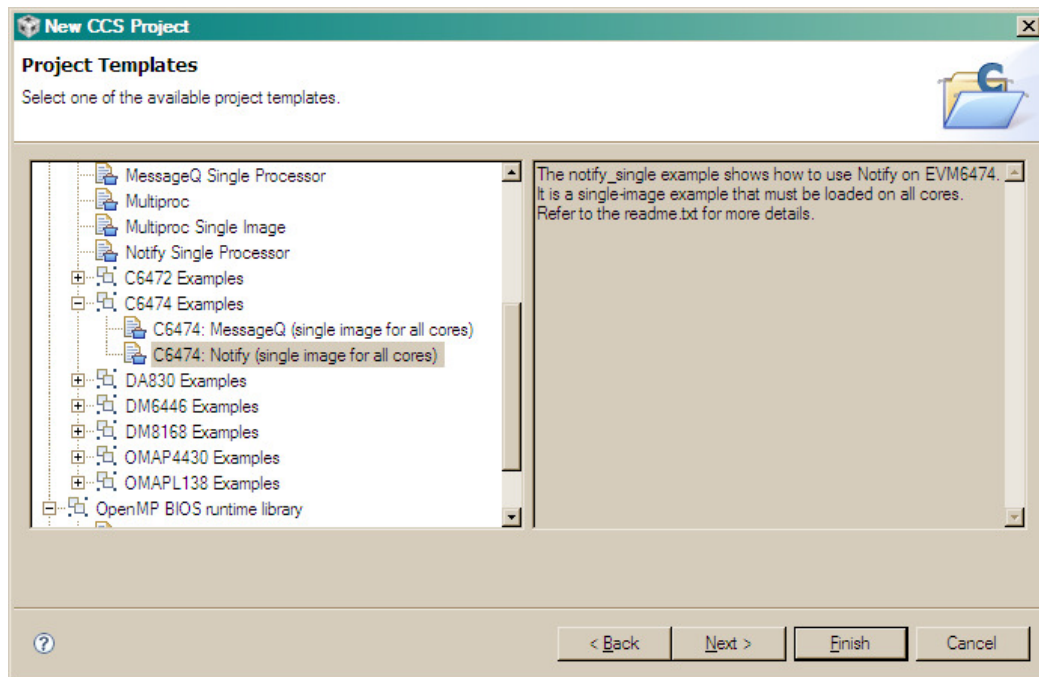 New CCS Project
Project Templates
Select one of the available project templates.
MessageQ Single Processor
Multiproc
Multiproc Single Image
Notify Single Processor
C6472 Examples
C6474 Examples
C6474: MessageQ (single image for all cores)
C6474: Notify (single image for all cores)
DA830 Examples
DM6446 Examples
DM8168 Examples
OMAP4430 Examples
OMAPL138 Examples
OpenMP BIOS runtime library
The notify_single example shows how to use Notify on EVM6474.
It is a single-image example that must be loaded on all cores.
Refer to the readme.txt for more details.
< Back
Next >
Finish
Cancel